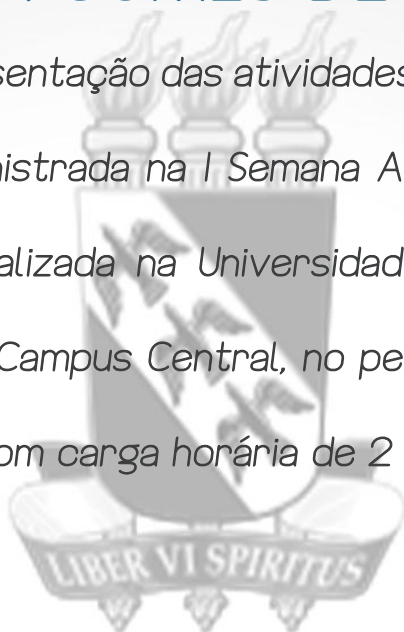 sentação das atividades
nistrada na I Semana A
alizada na Universidad
Campus Central, no pe
om carga horária de 2
LIBER VI SPIRITUS